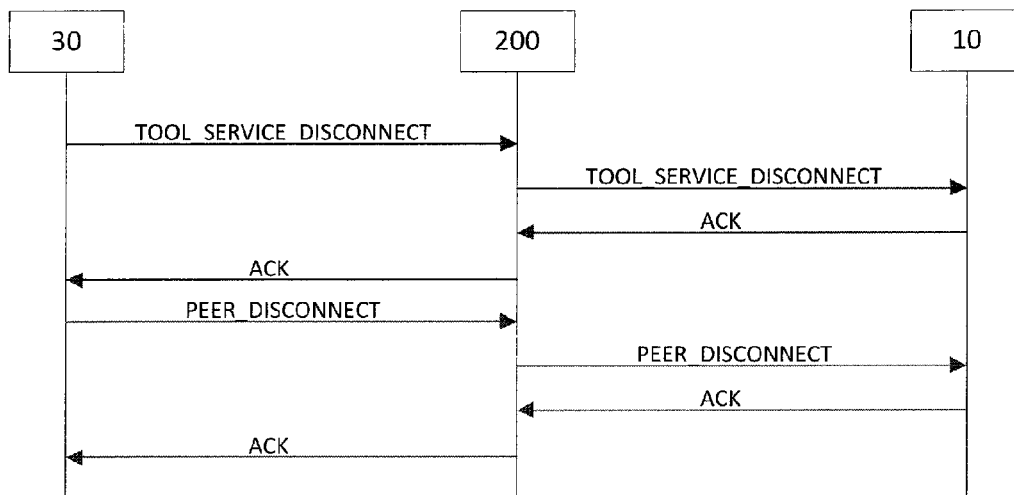 30 200 10
TOOL_SERVICE_DISCONNECT
TOOL_SERVICE_DISCONNECT
ACK
ACK
PEER_DISCONNECT
PEER_DISCONNECT
ACK
ACK